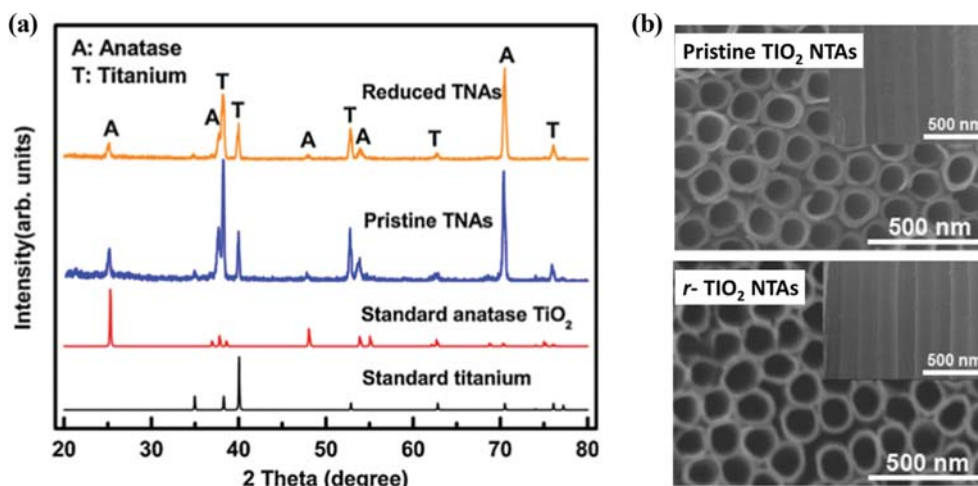 (a)
A: Anatase
T: Titanium
Reduced TNAs
A
A
T
T
A
T
A
T
A
T
Pristine TNAs
Standard anatase TiO2
Standard titanium
Intensity(arb. units)
20 30 40 50 60 70 80
2 Theta (degree)
(b)
Pristine TIO2 NTAs
500 nm
500 nm
r- TIO2 NTAs
500 nm
500 nm